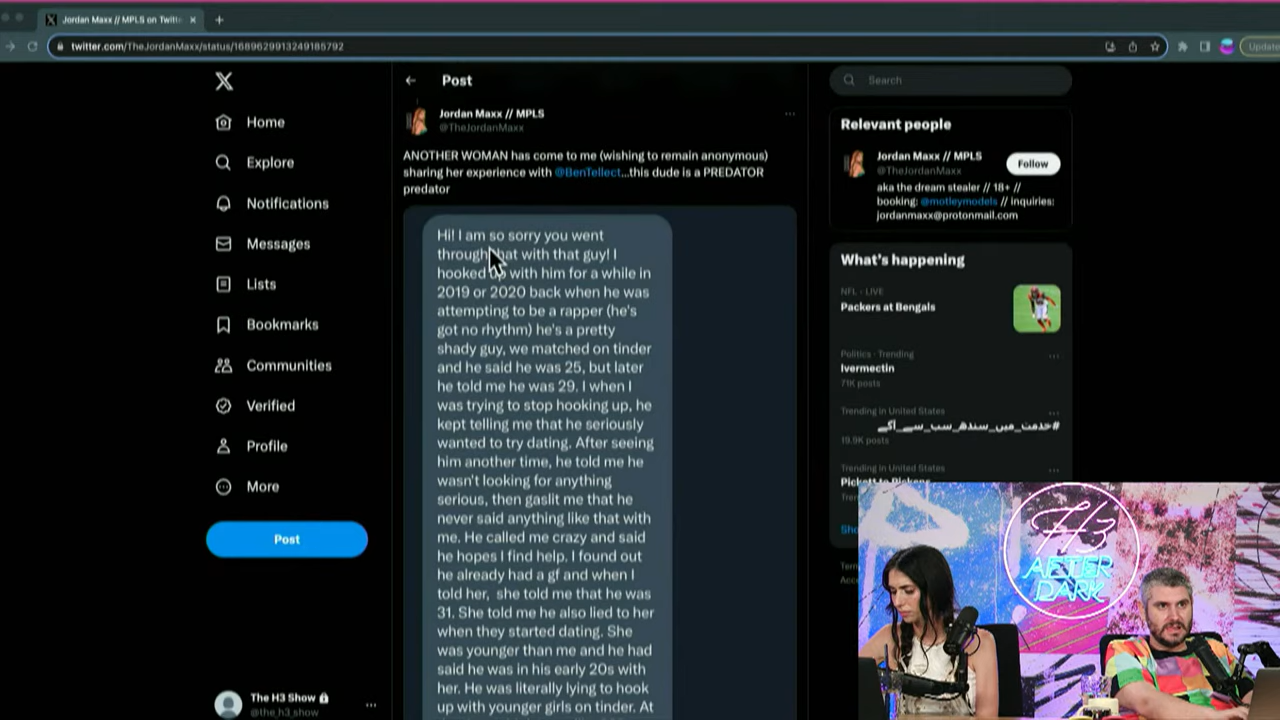 Jordan Maxx // MPLS on Twitt
twitter.com/TheJordanMaxx/status/1689629913249185792
Update
Home
Explore
Notifications
Messages
Lists
Bookmarks
Communities
Verified
Profile
More
Post
The H3 Show
@the_h3_show
Post
Jordan Maxx // MPLS
@TheJordanMaxx
ANOTHER WOMAN has come to me (wishing to remain anonymous)
sharing her experience with @BenTellect...this dude is a PREDATOR
predator
Hi! I am so sorry you went
through that with that guy! I
hooked up with him for a while in
2019 or 2020 back when he was
attempting to be a rapper (he's
got no rhythm) he's a pretty
shady guy, we matched on tinder
and he said he was 25, but later
he told me he was 29. I when I
was trying to stop hooking up, he
kept telling me that he seriously
wanted to try dating. After seeing
him another time, he told me he
wasn't looking for anything
serious, then gaslit me that he
never said anything like that with
me. He called me crazy and said
he hopes I find help. I found out
he already had a gf and when I
told her, she told me that he was
31. She told me he also lied to her
when they started dating. She
was younger than me and he had
said he was in his early 20s with
her. He was literally lying to hook
up with younger girls on tinder. At
Search
Relevant people
Jordan Maxx // MPLS
@TheJordanMaxx
Follow
aka the dream stealer // 18+ //
booking: @motleymodels // inquiries:
jordanmaxx@protonmail.com
What's happening
NFL · LIVE
Packers at Bengals
Politics · Trending
Ivermectin
71K posts
Trending in United States
#خدمت_میں_سندھ_سب_سے_آگے
19.9K posts
Trending in United States
Pickett to Pickens
H3
AFTER
DARK